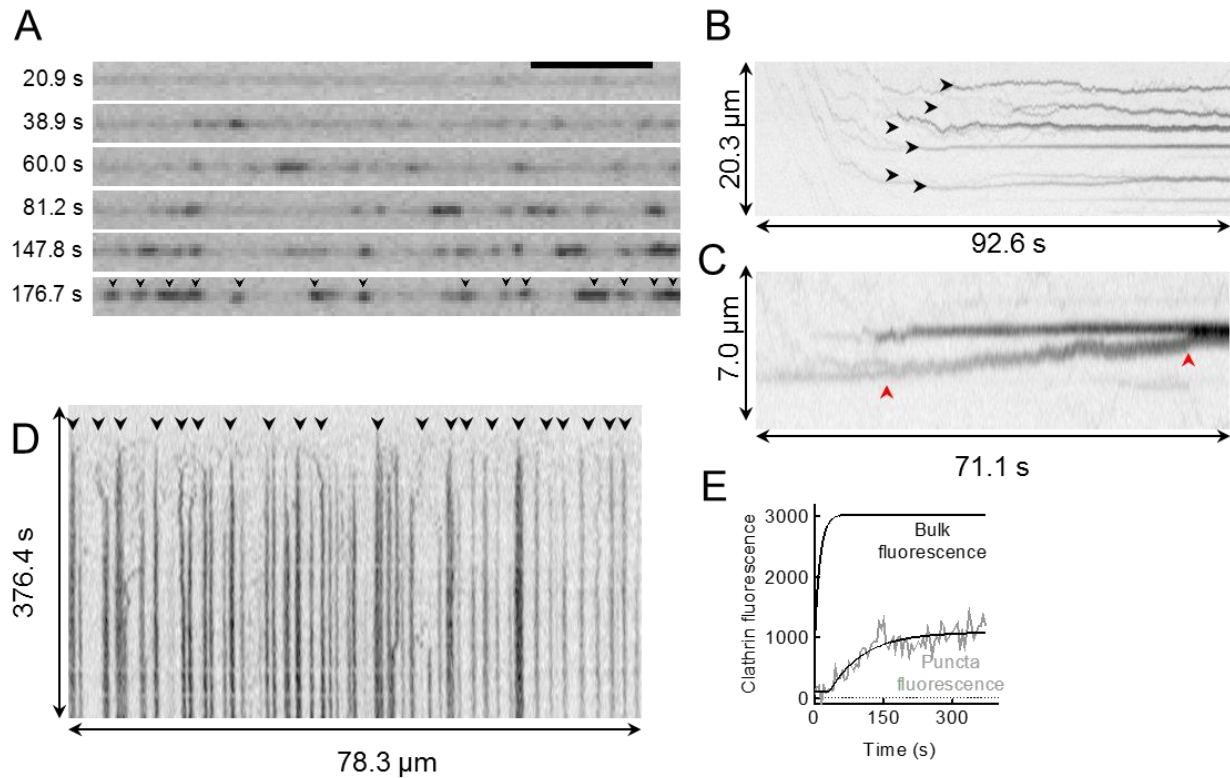 A
20.9 s
38.9 s
60.0 s
81.2 s
147.8 s
176.7 s
B
20.3 µm
92.6 s
C
7.0 µm
71.1 s
D
376.4 s
78.3 µm
E
Clathrin fluorescence
3000
2000
1000
0
Bulk
fluorescence
Puncta
fluorescence
0
150
300
Time (s)